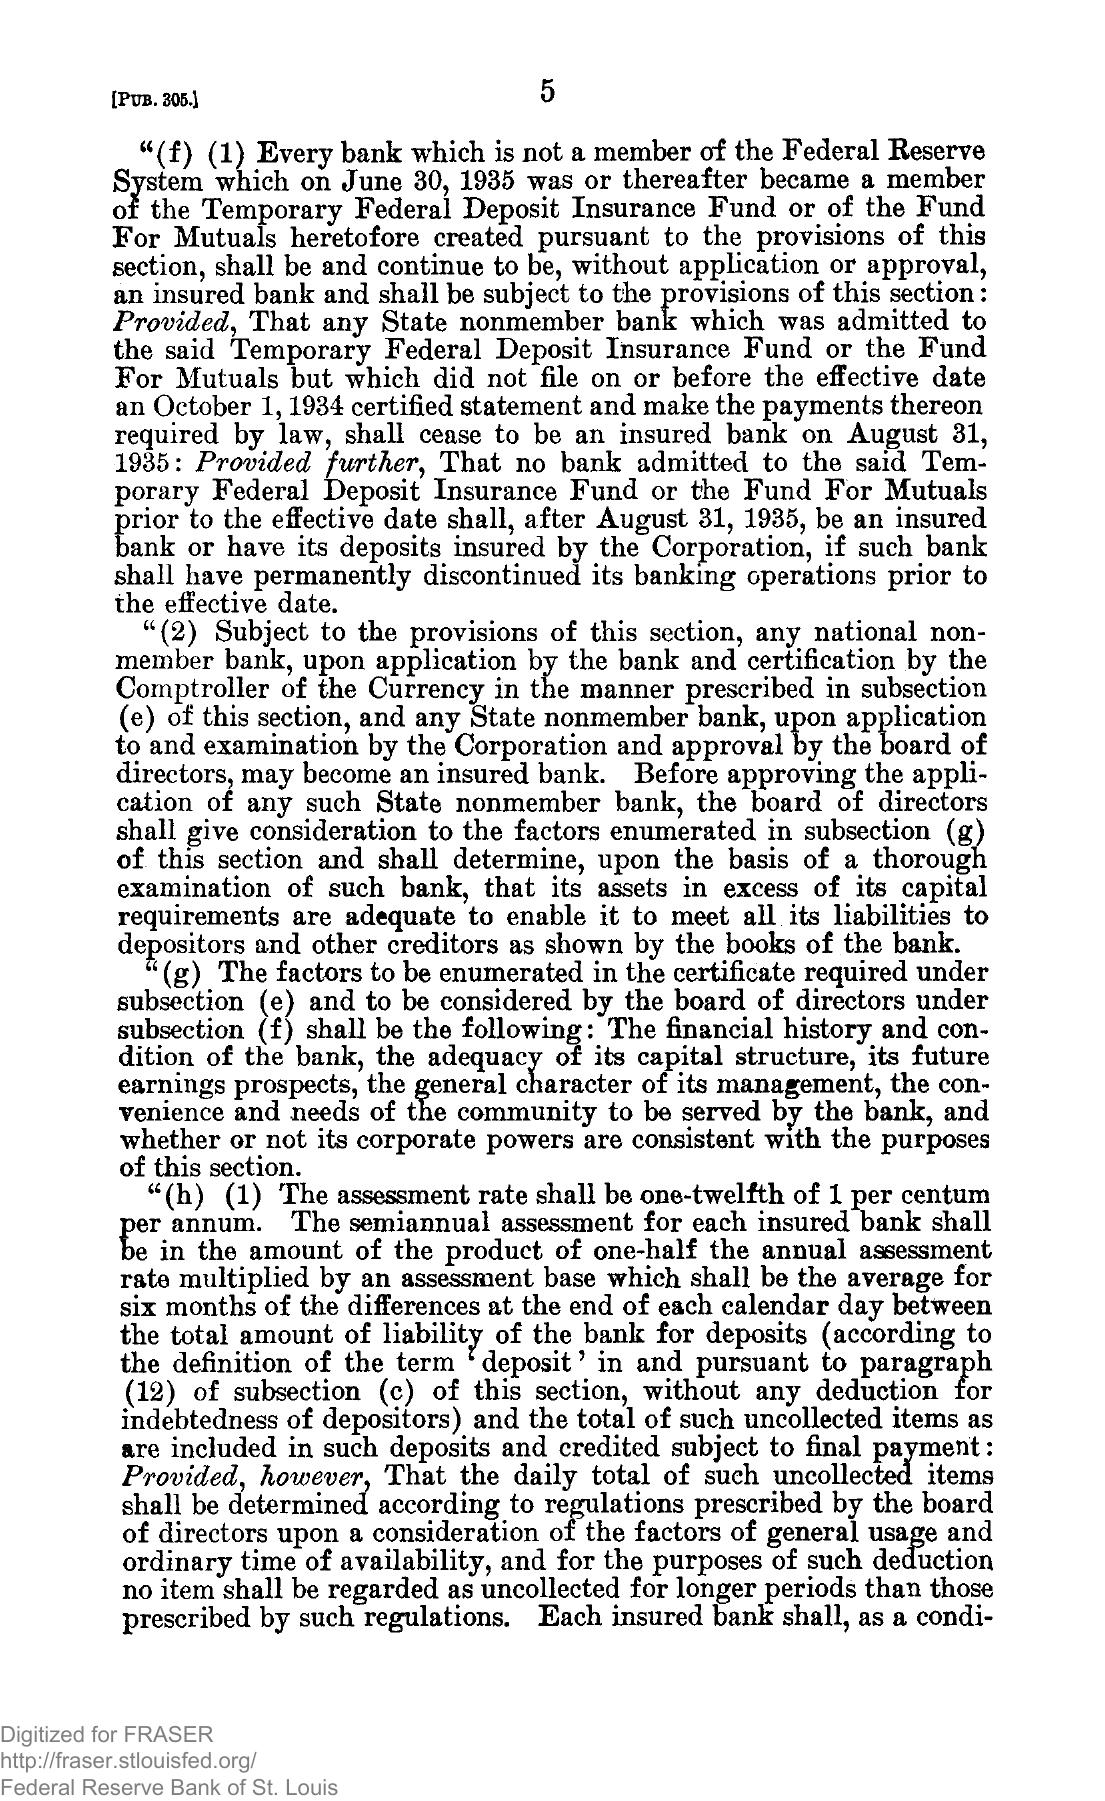 [PUB. 305.]
5
“(f) (1) Every bank which is not a member of the Federal Reserve
System which on June 30, 1935 was or thereafter became a member
of the Temporary Federal Deposit Insurance Fund or of the Fund
For Mutuals heretofore created pursuant to the provisions of this
section, shall be and continue to be, without application or approval,
an insured bank and shall be subject to the provisions of this section:
Provided, That any State nonmember bank which was admitted to
the said Temporary Federal Deposit Insurance Fund or the Fund
For Mutuals but which did not file on or before the effective date
an October 1, 1934 certified statement and make the payments thereon
required by law, shall cease to be an insured bank on August 31,
1935: Provided further, That no bank admitted to the said Tem-
porary Federal Deposit Insurance Fund or the Fund For Mutuals
prior to the effective date shall, after August 31, 1935, be an insured
bank or have its deposits insured by the Corporation, if such bank
shall have permanently discontinued its banking operations prior to
the effective date.
“(2) Subject to the provisions of this section, any national non-
member bank, upon application by the bank and certification by the
Comptroller of the Currency in the manner prescribed in subsection
(e) of this section, and any State nonmember bank, upon application
to and examination by the Corporation and approval by the board of
directors, may become an insured bank. Before approving the appli-
cation of any such State nonmember bank, the board of directors
shall give consideration to the factors enumerated in subsection (g)
of this section and shall determine, upon the basis of a thorough
examination of such bank, that its assets in excess of its capital
requirements are adequate to enable it to meet all its liabilities to
depositors and other creditors as shown by the books of the bank.
“(g) The factors to be enumerated in the certificate required under
subsection (e) and to be considered by the board of directors under
subsection (f) shall be the following: The financial history and con-
dition of the bank, the adequacy of its capital structure, its future
earnings prospects, the general character of its management, the con-
venience and needs of the community to be served by the bank, and
whether or not its corporate powers are consistent with the purposes
of this section.
“(h) (1) The assessment rate shall be one-twelfth of 1 per centum
per annum. The semiannual assessment for each insured bank shall
be in the amount of the product of one-half the annual assessment
rate multiplied by an assessment base which shall be the average for
six months of the differences at the end of each calendar day between
the total amount of liability of the bank for deposits (according to
the definition of the term ‘deposit’ in and pursuant to paragraph
(12) of subsection (c) of this section, without any deduction for
indebtedness of depositors) and the total of such uncollected items as
are included in such deposits and credited subject to final payment:
Provided, however, That the daily total of such uncollected items
shall be determined according to regulations prescribed by the board
of directors upon a consideration of the factors of general usage and
ordinary time of availability, and for the purposes of such deduction
no item shall be regarded as uncollected for longer periods than those
prescribed by such regulations. Each insured bank shall, as a condi-
Digitized for FRASER
http://fraser.stlouisfed.org/
Federal Reserve Bank of St. Louis